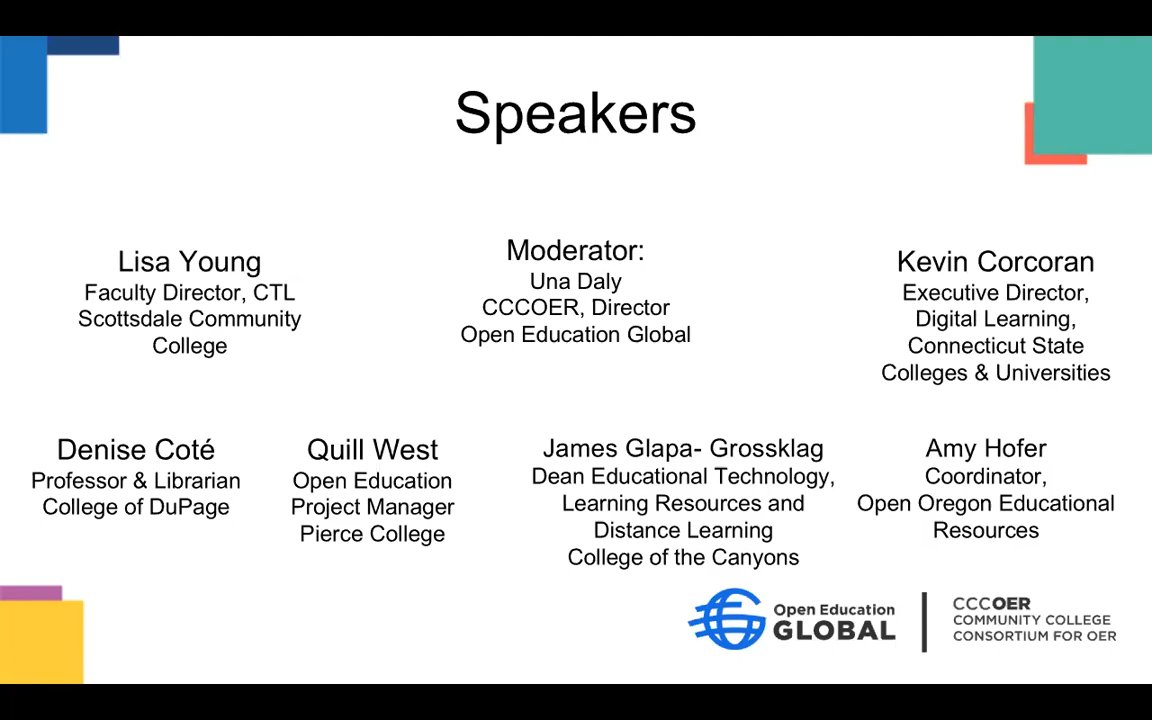 Speakers
Lisa Young
Faculty Director, CTL
Scottsdale Community
College
Moderator:
Una Daly
CCCOER, Director
Open Education Global
Kevin Corcoran
Executive Director,
Digital Learning,
Connecticut State
Colleges & Universities
Denise Coté
Professor & Librarian
College of DuPage
Quill West
Open Education
Project Manager
Pierce College
James Glapa- Grossklag
Dean Educational Technology,
Learning Resources and
Distance Learning
College of the Canyons
Amy Hofer
Coordinator,
Open Oregon Educational
Resources
Open Education
GLOBAL
CCCOER
COMMUNITY COLLEGE
CONSORTIUM FOR OER